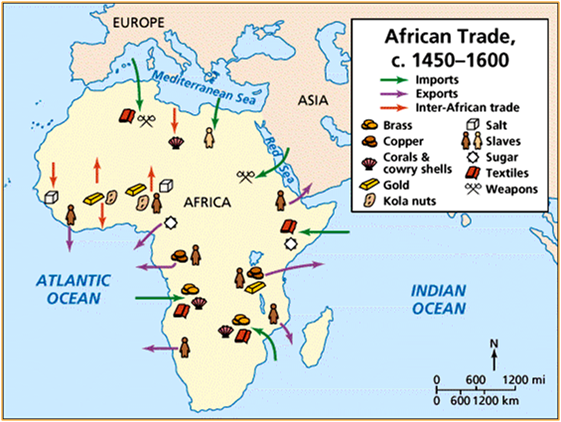 EUROPE
Mediterranean Sea
ASIA
Red Sea
AFRICA
ATLANTIC
OCEAN
INDIAN
OCEAN
African Trade,
c. 1450–1600
Imports
Exports
Inter-African trade
Brass
Copper
Corals &
cowry shells
Gold
Kola nuts
Salt
Slaves
Sugar
Textiles
Weapons
N
0 600 1200 mi
0 600 1200 km